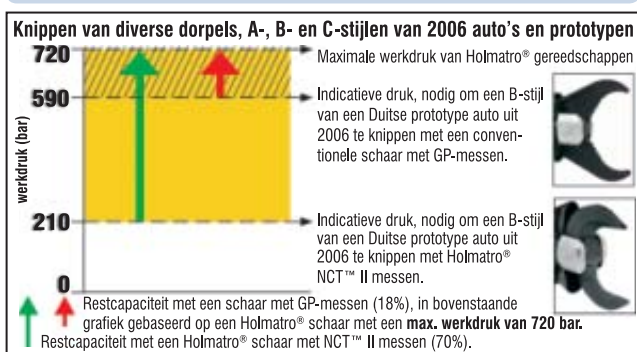 Knippen van diverse dorpels, A-, B- en C-stijlen van 2006 auto's en prototypen
720
Maximale werkdruk van Holmatro® gereedschappen
590
Indicatieve druk, nodig om een B-stijl
van een Duitse prototype auto uit
2006 te knippen met een conven-
tionele schaar met GP-messen.
werkdruk (bar)
210
Indicatieve druk, nodig om een B-stijl
van een Duitse prototype auto uit
2006 te knippen met Holmatro®
NCT™ II messen.
0
Restcapaciteit met een schaar met GP-messen (18%), in bovenstaande
grafiek gebaseerd op een Holmatro® schaar met een max. werkdruk van 720 bar.
Restcapaciteit met een Holmatro® schaar met NCT™ II messen (70%).